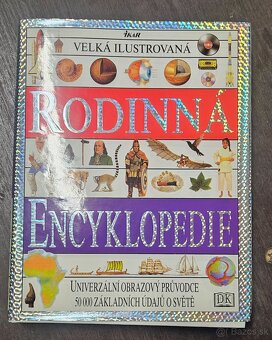 IKAR
VELKÁ ILUSTROVANÁ
RODINNÁ
ENCYKLOPEDIE
UNIVERZÁLNÍ OBRAZOVÝ PRŮVODCE
50 000 ZÁKLADNÍCH ÚDAJŮ O SVĚTĚ
DK